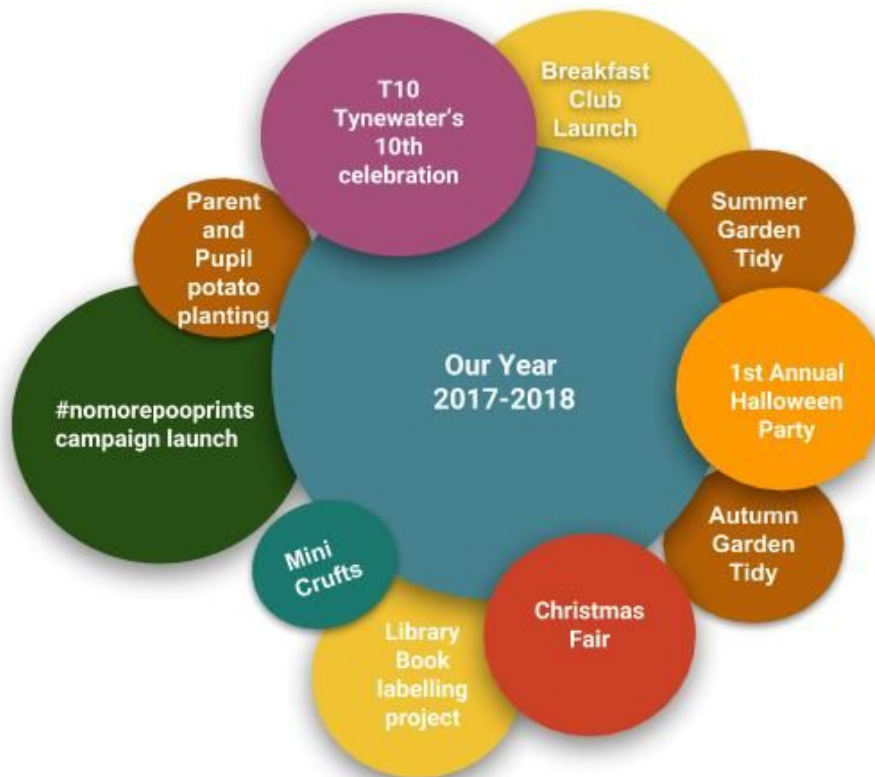 T10
Tynewater's
10th
celebration
Breakfast
Club
Launch
Summer
Garden
Tidy
1st Annual
Halloween
Party
Autumn
Garden
Tidy
Christmas
Fair
Library
Book
labelling
project
Mini
Crufts
#nomorepooprints
campaign launch
Parent
and
Pupil
potato
planting
Our Year
2017-2018